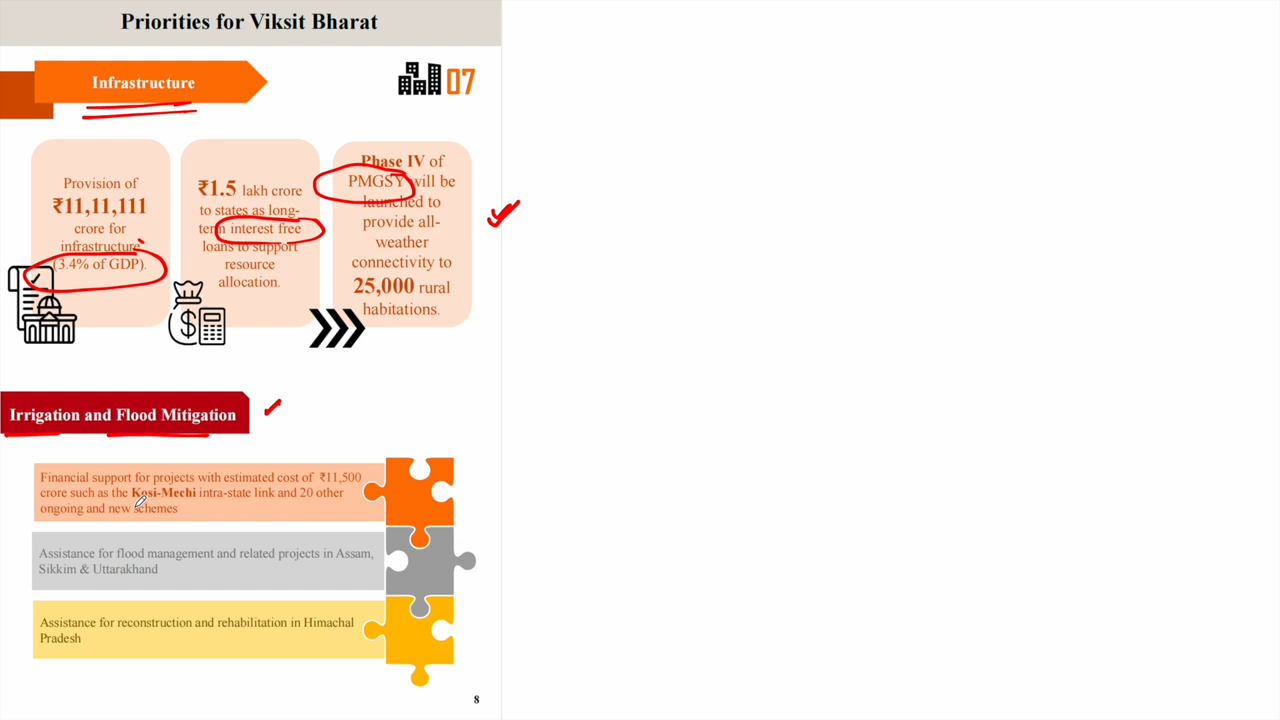 Priorities for Viksit Bharat
Infrastructure
07
Provision of
₹11,11,111
crore for
infrastructure
(3.4% of GDP).
₹1.5 lakh crore
to states as long-
term interest free
loans to support
resource
allocation.
Phase IV of
PMGSY will be
launched to
provide all-
weather
connectivity to
25,000 rural
habitations.
$
Irrigation and Flood Mitigation
Financial support for projects with estimated cost of ₹11,500
crore such as the Kosi-Mechi intra-state link and 20 other
ongoing and new schemes
Assistance for flood management and related projects in Assam,
Sikkim & Uttarakhand
Assistance for reconstruction and rehabilitation in Himachal
Pradesh
8